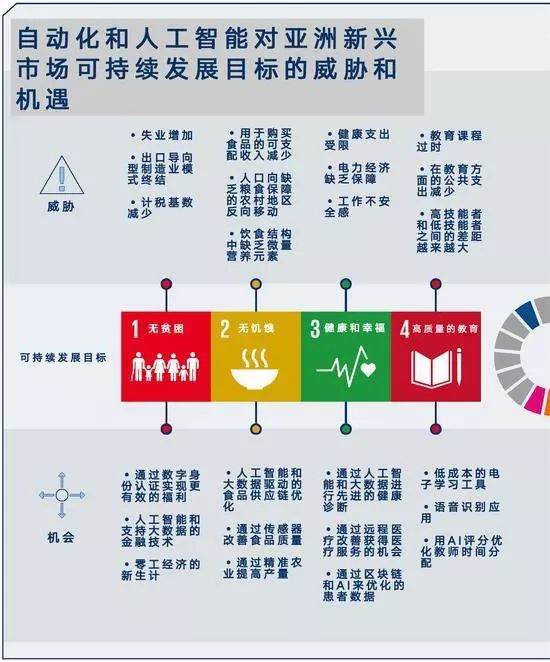 自动化和人工智能对亚洲新兴
市场可持续发展目标的威胁和
机遇
威胁
• 失业增加
• 出口导向
型制造业模
式终结
• 计税基数
减少
• 用于购买
食品的可支
配收入减少
• 人口向缺
乏粮食保障
的农村地区
反向移动
• 饮食结构
中缺乏微量
营养元素
• 健康支出
受限
• 电力经济
缺乏保障
• 工作不安
全感
• 教育课程
过时
• 在教育方
面的公共支
出减少
• 高技能者
和低技能者
之间的差距
越来越大
可持续发展目标
1 无贫困
2 无饥饿
3 健康和幸福
4 高质量的教育
机会
• 通过数字身
份认证实现更
有效的福利
• 人工智能和
支持大数据的
金融技术
• 零工经济的
新生计
• 人工智能和
大数据驱动的
食品供应链优
化
• 通过传感器
改善食品质量
• 通过精准农
业提高产量
• 通过人工智
能和大数据进
行先进的健康
诊断
• 通过远程医
疗改善获得医
疗服务的机会
• 通过区块链
和AI来优化的
患者数据
• 低成本的电
子学习工具
• 语音识别应
用
• 用AI评分优
化教师时间分
配